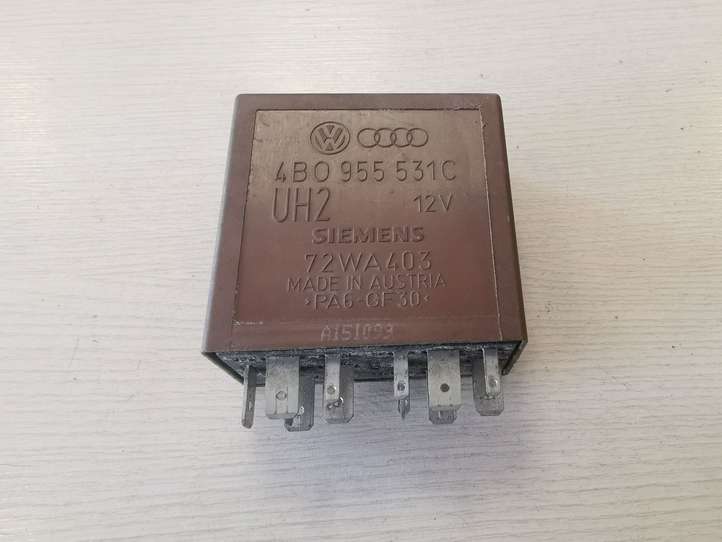 4B0 955 531C
UH2 12V
SIEMENS
72WA403
MADE IN AUSTRIA
>PA6-GF30<
A151093